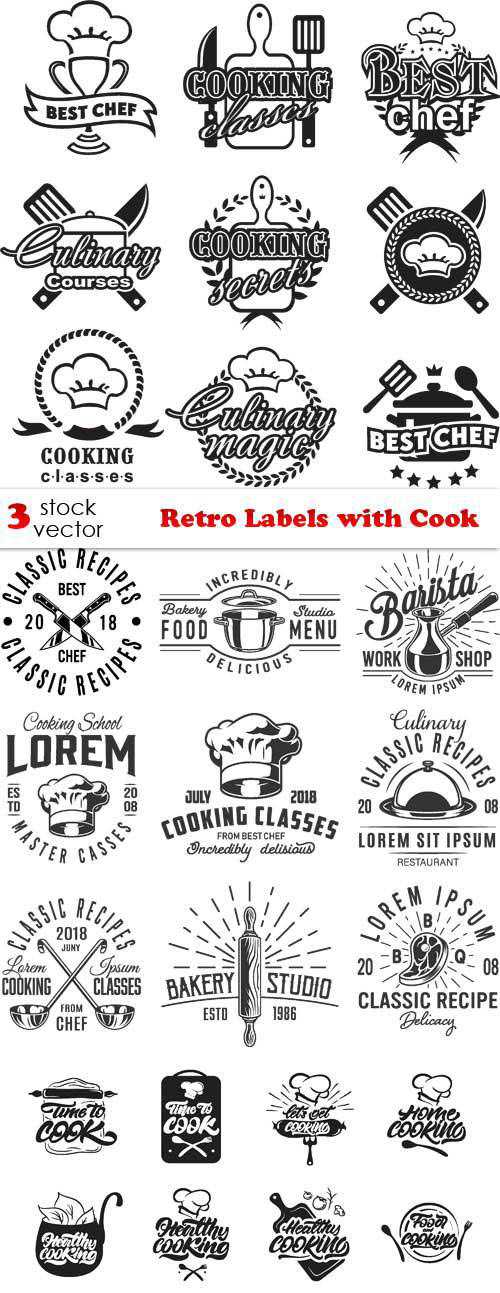 BEST CHEF
COOKING
classes
BEST
chef
Culinary
Courses
COOKING
secrets
COOKING
c·l·a·s·s·e·s
Culinary
magic
BEST CHEF
3 stock
vector
Retro Labels with Cook
CLASSIC RECIPES
BEST
20 18
CHEF
CLASSIC RECIPES
INCREDIBLY
Bakery Studio
FOOD MENU
DELICIOUS
Barista
WORK SHOP
LOREM IPSUM
Cooking School
LOREM
ES 20
TD 08
MASTER CASSES
JULY 2018
COOKING CLASSES
FROM BEST CHEF
Incredibly delisious
Culinary
CLASSIC RECIPES
20 08
LOREM SIT IPSUM
RESTAURANT
CLASSIC RECIPES
2018
JUNY
Lorem Ipsum
COOKING CLASSES
FROM
CHEF
BAKERY STUDIO
ESTD 1986
LOREM IPSUM
B
B Q
20 08
CLASSIC RECIPE
Delicacy
Time to
COOK
Time to
COOK
let's get
COOKING
Home
COOKING
Healthy
COOKING
Healthy
COOKING
Healthy
COOKING
Food
and
COOKING